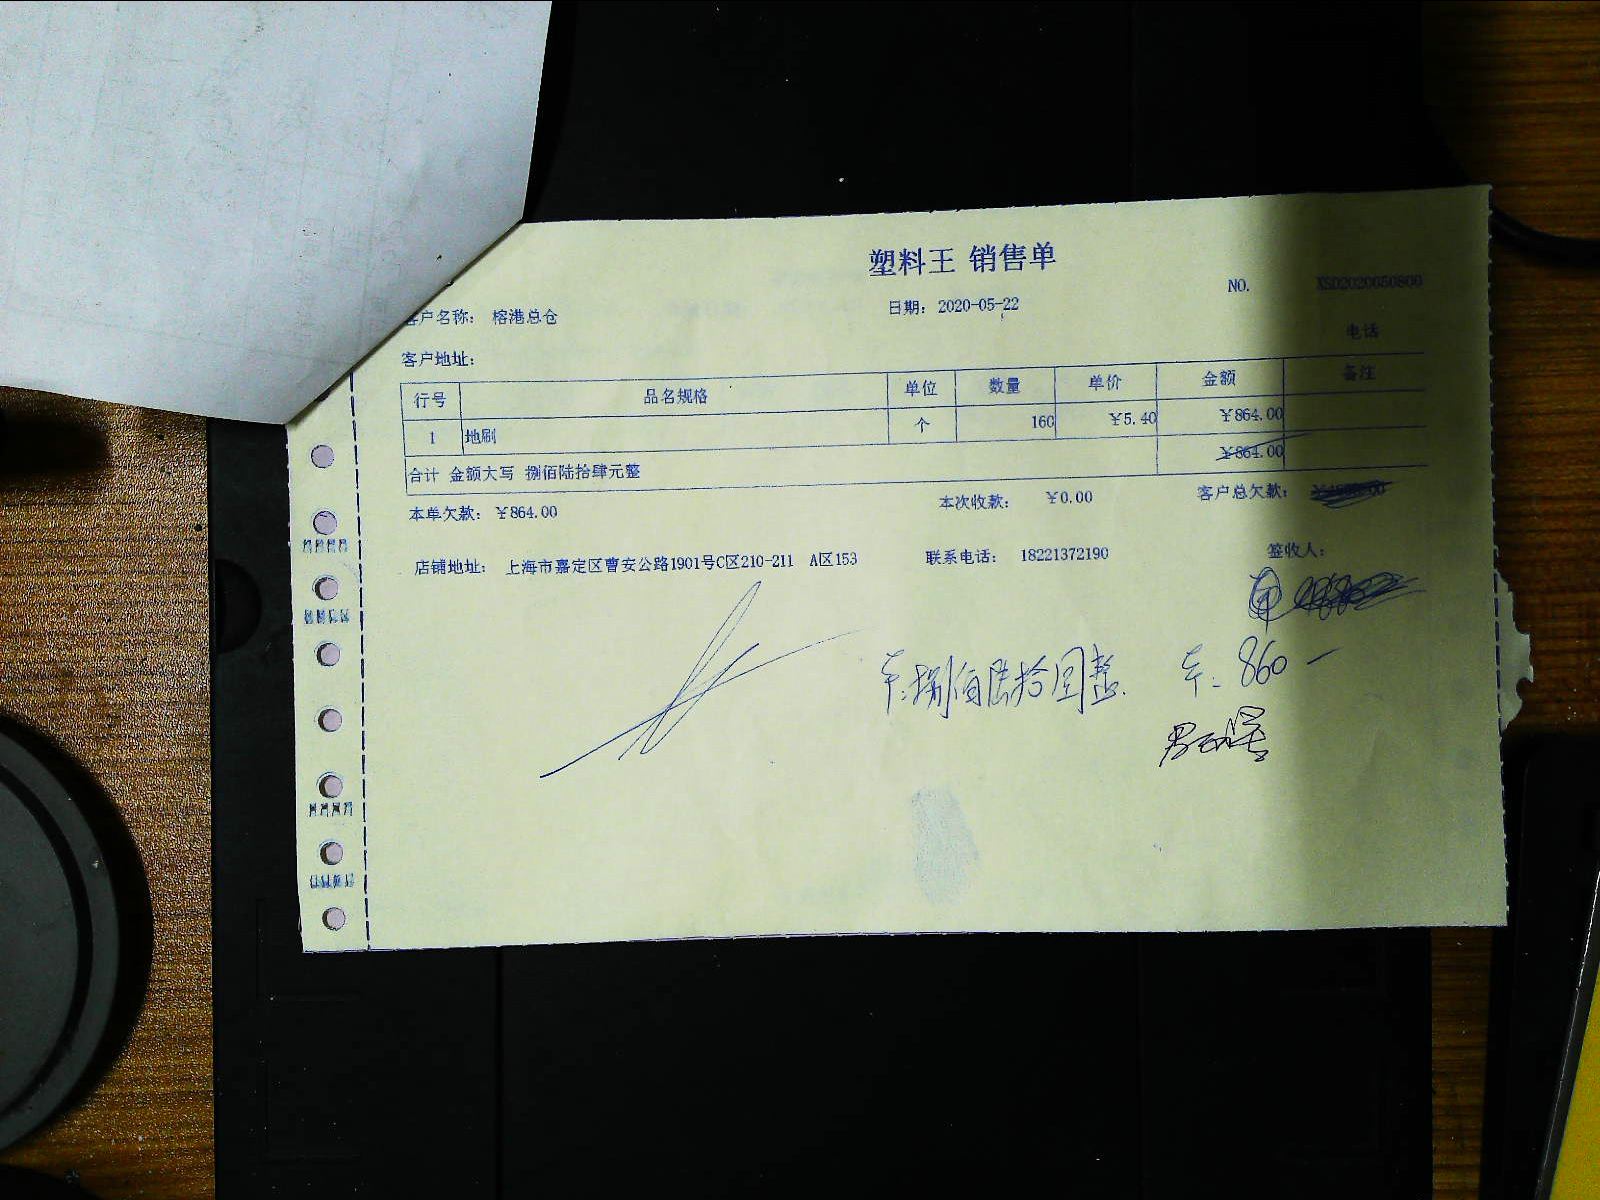 塑料王 销售单
NO. XSD2020050800
客户名称： 榕港总仓 日期：2020-05-22
电话
客户地址：
行号 品名规格 单位 数量 单价 金额 备注
1 地刷 个 160 ￥5.40 ￥864.00
合计 金额大写 捌佰陆拾肆元整 ￥864.00
本单欠款：￥864.00 本次收款： ￥0.00 客户总欠款：
店铺地址： 上海市嘉定区曹安公路1901号C区210-211 A区153 联系电话： 18221372190 签收人：
捌佰陆拾 整. 860